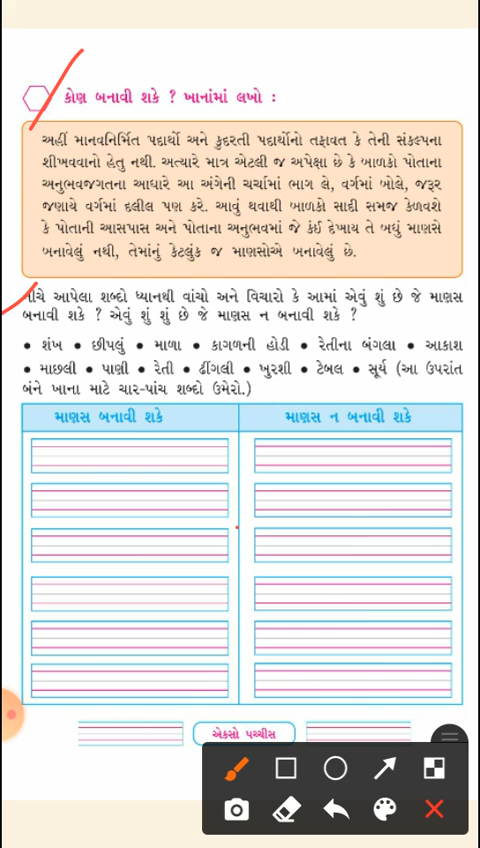 કોણ બનાવી શકે ? ખાનાંમાં લખો :
અહીં માનવનિર્મિત પદાર્થો અને કુદરતી પદાર્થોનો તફાવત કે તેની સંકલ્પના
શીખવવાનો હેતુ નથી. અત્યારે માત્ર એટલી જ અપેક્ષા છે કે બાળકો પોતાના
અનુભવજગતના આધારે આ અંગેની ચર્ચામાં ભાગ લે, વર્ગમાં બોલે, જરૂર
જણાયે વર્ગમાં દલીલ પણ કરે. આવું થવાથી બાળકો સાદી સમજ કેળવશે
કે પોતાની આસપાસ અને પોતાના અનુભવમાં જે કંઈ દેખાય તે બધું માણસે
બનાવેલું નથી, તેમાંનું કેટલુંક જ માણસોએ બનાવેલું છે.
નીચે આપેલા શબ્દો ધ્યાનથી વાંચો અને વિચારો કે આમાં એવું શું છે જે માણસ
બનાવી શકે ? એવું શું શું છે જે માણસ ન બનાવી શકે ?
• શંખ • છીપલું • માળા • કાગળની હોડી • રેતીના બંગલા • આકાશ
• માછલી • પાણી • રેતી • ઢીંગલી • ખુરશી • ટેબલ • સૂર્ય (આ ઉપરાંત
બંને ખાના માટે ચાર-પાંચ શબ્દો ઉમેરો.)
માણસ બનાવી શકે
માણસ ન બનાવી શકે
એકસો પચ્ચીસ